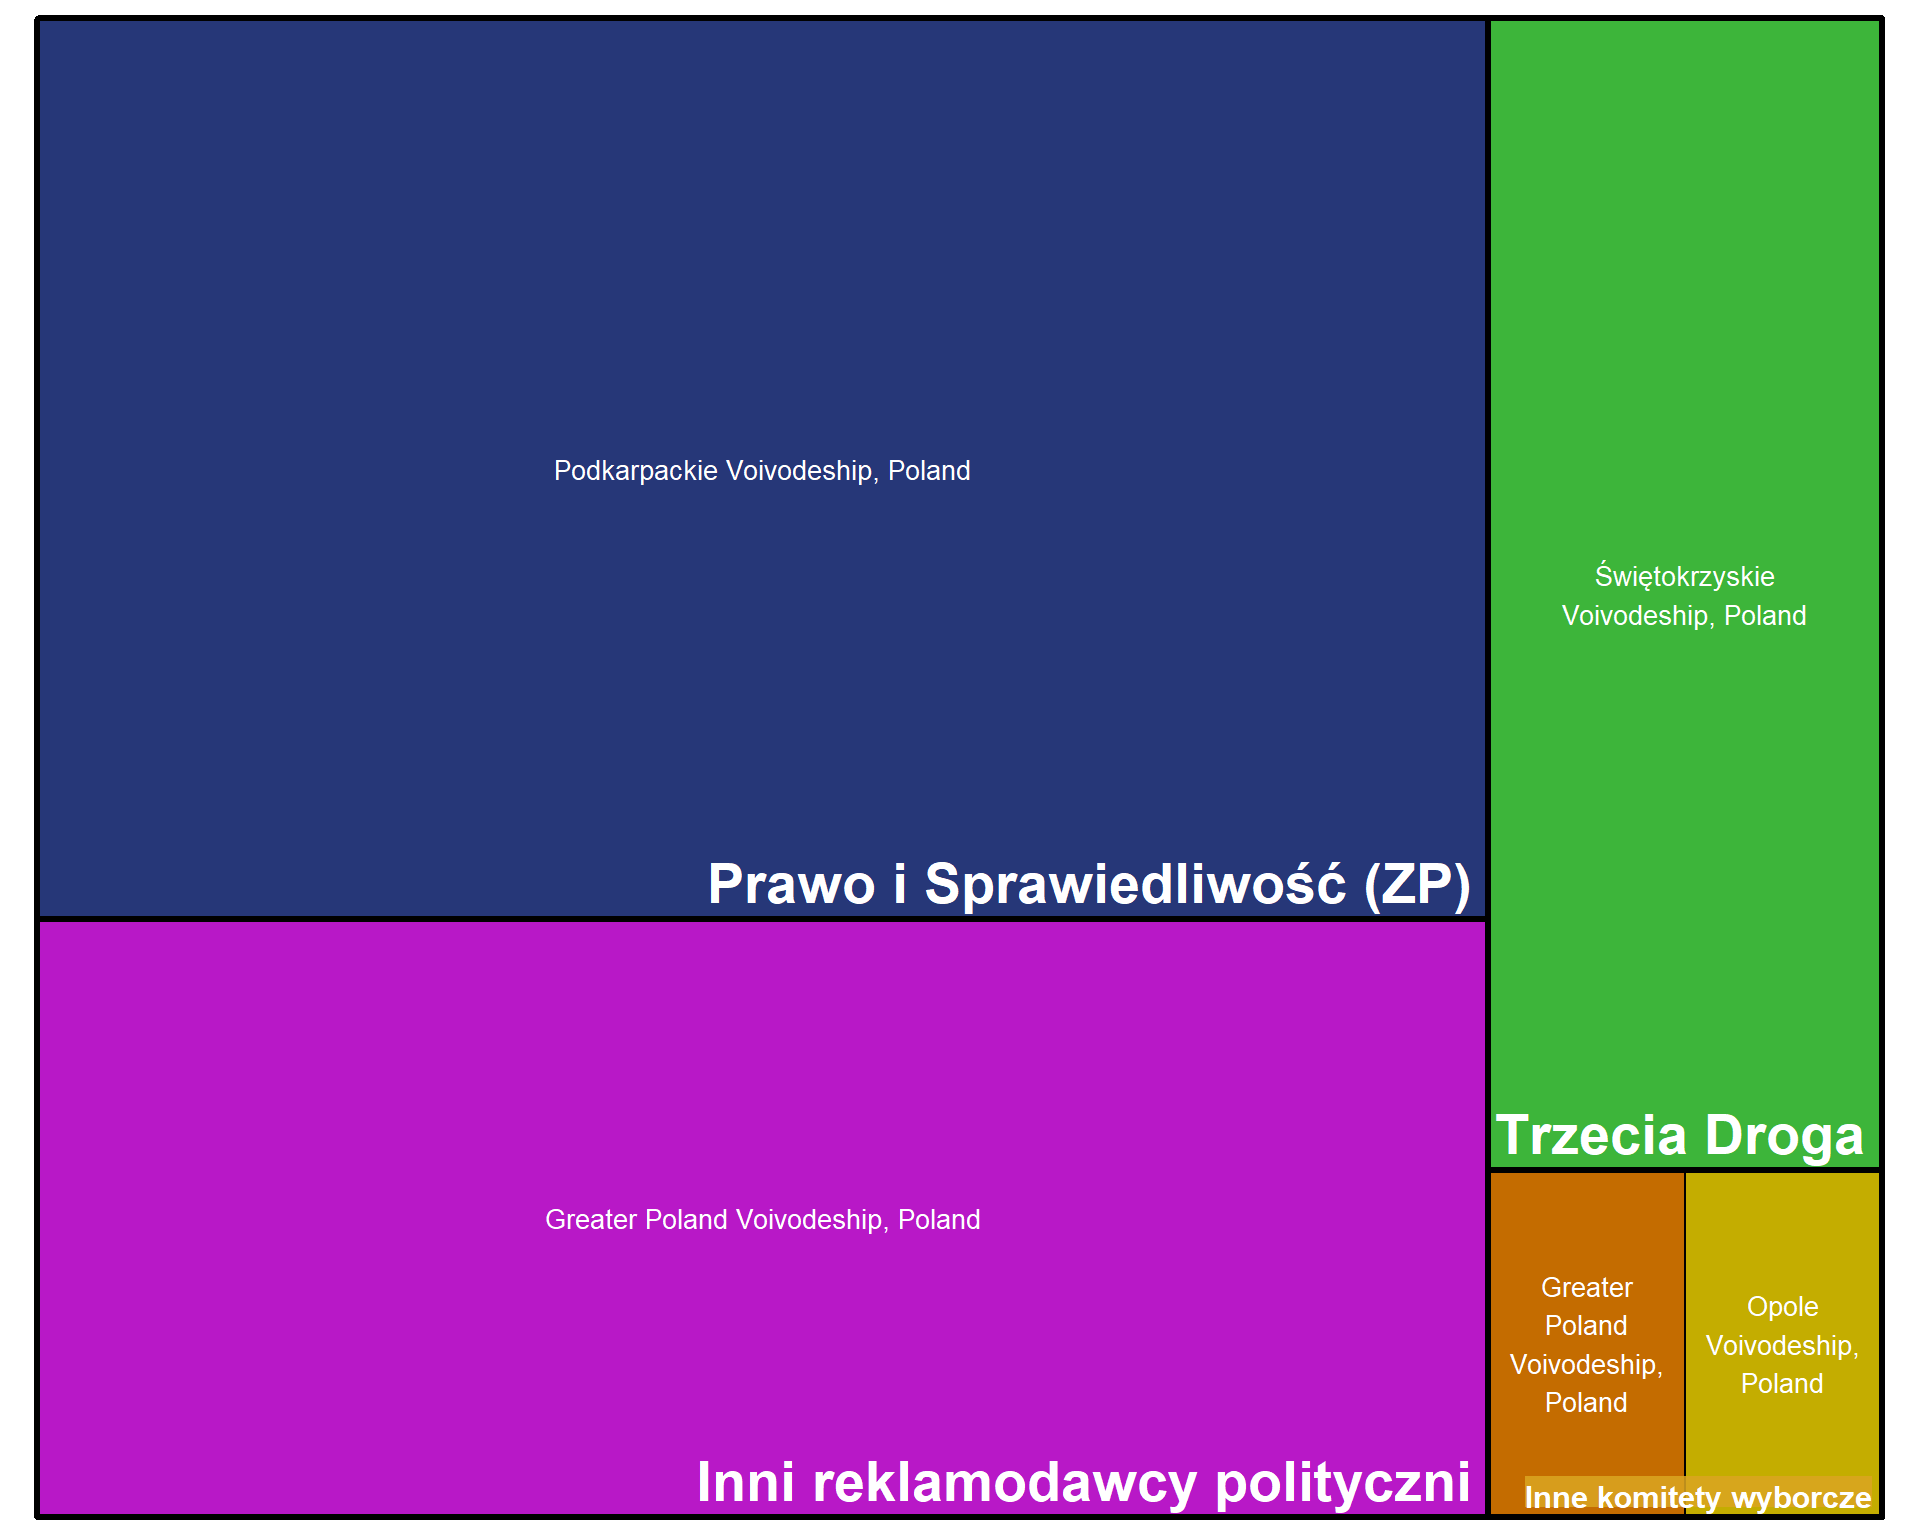 Podkarpackie Voivodeship, Poland
Prawo i Sprawiedliwość (ZP)
Świętokrzyskie
Voivodeship, Poland
Trzecia Droga
Greater Poland Voivodeship, Poland
Inni reklamodawcy polityczni
Greater
Poland
Voivodeship,
Poland
Opole
Voivodeship,
Poland
Inne komitety wyborcze